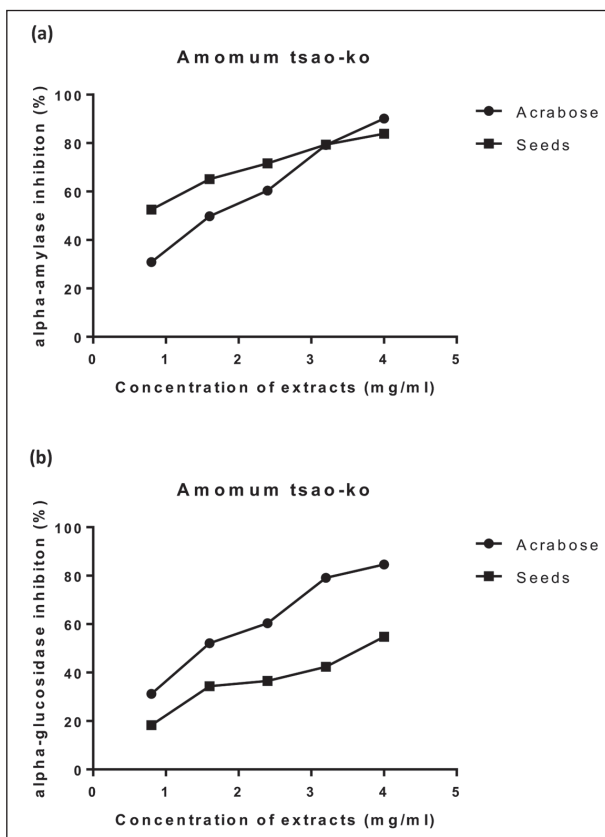 (a)
Amomum tsao-ko
alpha-amylase inhibiton (%)
100
80
60
40
20
0
0 1 2 3 4 5
Concentration of extracts (mg/ml)
Acrabose
Seeds
(b)
Amomum tsao-ko
alpha-glucosidase inhibiton (%)
100
80
60
40
20
0
0 1 2 3 4 5
Concentration of extracts (mg/ml)
Acrabose
Seeds